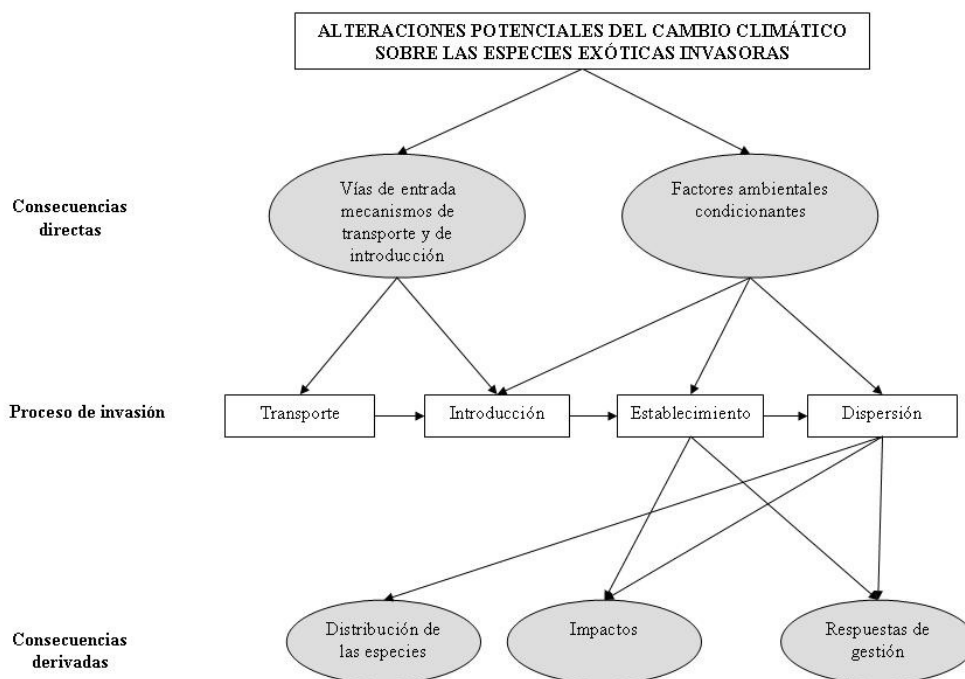 ALTERACIONES POTENCIALES DEL CAMBIO CLIMÁTICO
SOBRE LAS ESPECIES EXÓTICAS INVASORAS
Consecuencias
directas
Vías de entrada
mecanismos de
transporte y de
introducción
Factores ambientales
condicionantes
Proceso de invasión
Transporte
Introducción
Establecimiento
Dispersión
Consecuencias
derivadas
Distribución de
las especies
Impactos
Respuestas de
gestión